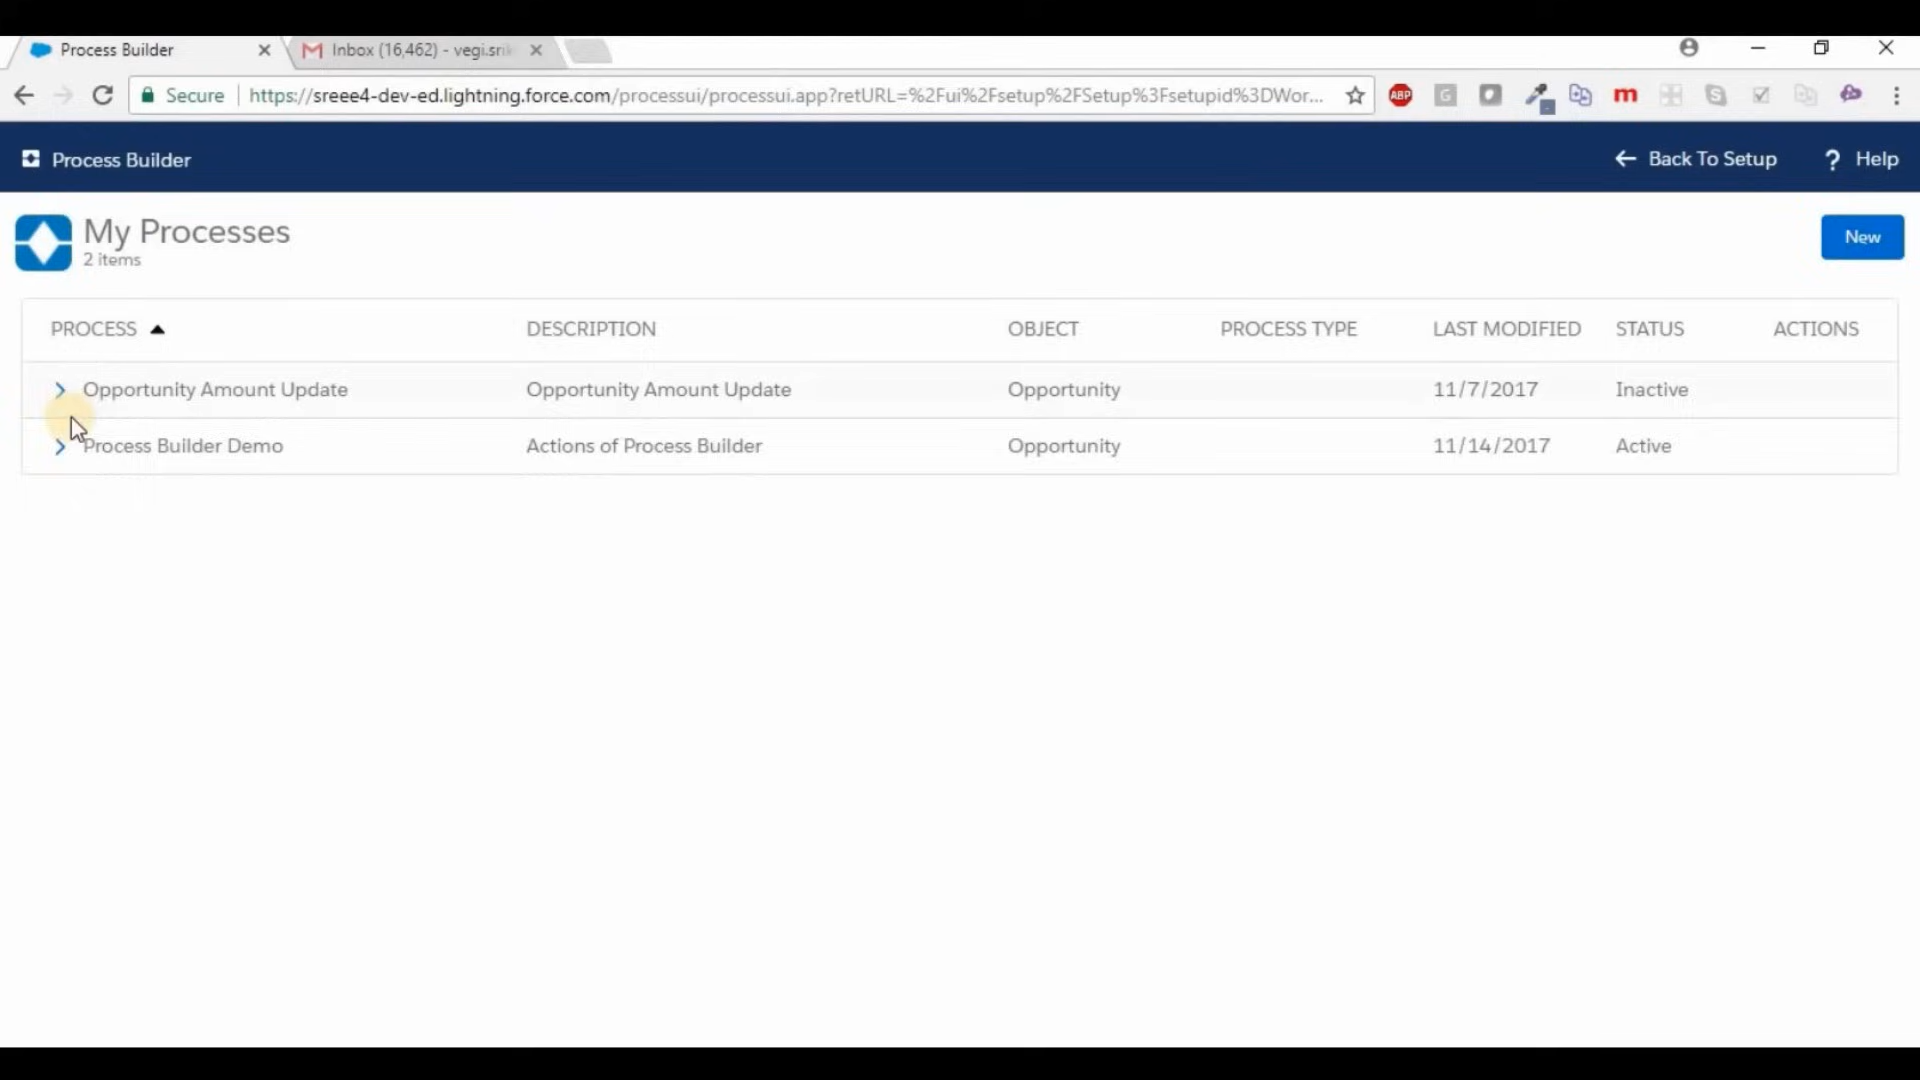 Process Builder
Inbox (16,462) - vegi.srik
Secure https://sreee4-dev-ed.lightning.force.com/processui/processui.app?retURL=%2Fui%2Fsetup%2FSetup%3Fsetupid%3DWor... ABP G m S
Process Builder
Back To Setup ? Help
My Processes
2 items
New
PROCESS DESCRIPTION OBJECT PROCESS TYPE LAST MODIFIED STATUS ACTIONS
Opportunity Amount Update Opportunity Amount Update Opportunity 11/7/2017 Inactive
Process Builder Demo Actions of Process Builder Opportunity 11/14/2017 Active